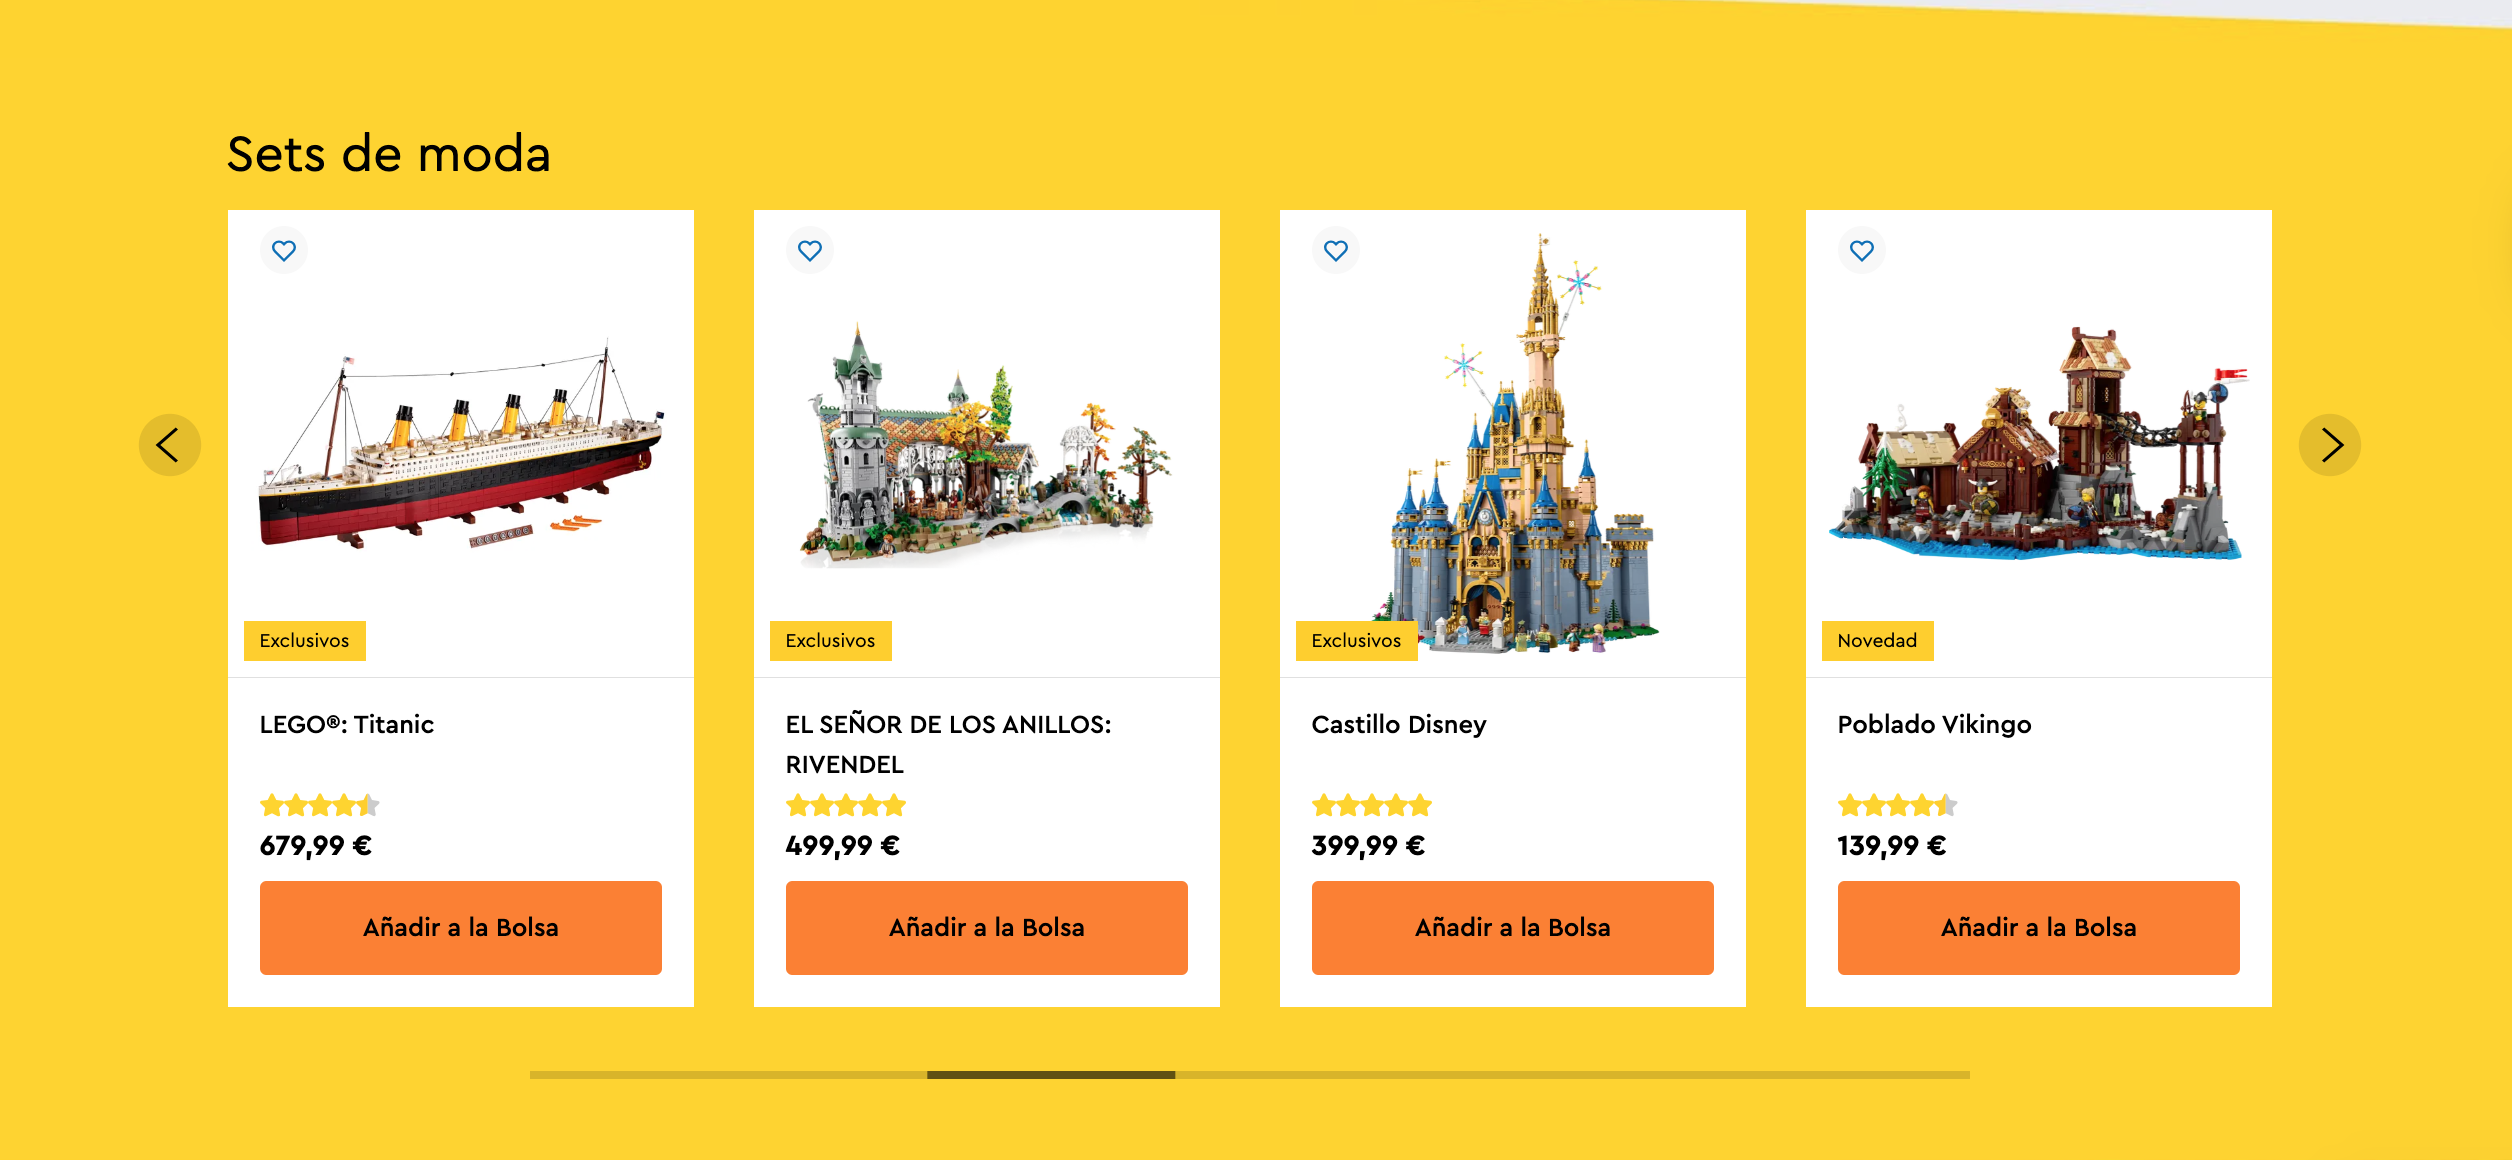 Sets de moda
Exclusivos
LEGO®: Titanic
679,99 €
Añadir a la Bolsa
Exclusivos
EL SEÑOR DE LOS ANILLOS:
RIVENDEL
499,99 €
Añadir a la Bolsa
Exclusivos
Castillo Disney
399,99 €
Añadir a la Bolsa
Novedad
Poblado Vikingo
139,99 €
Añadir a la Bolsa